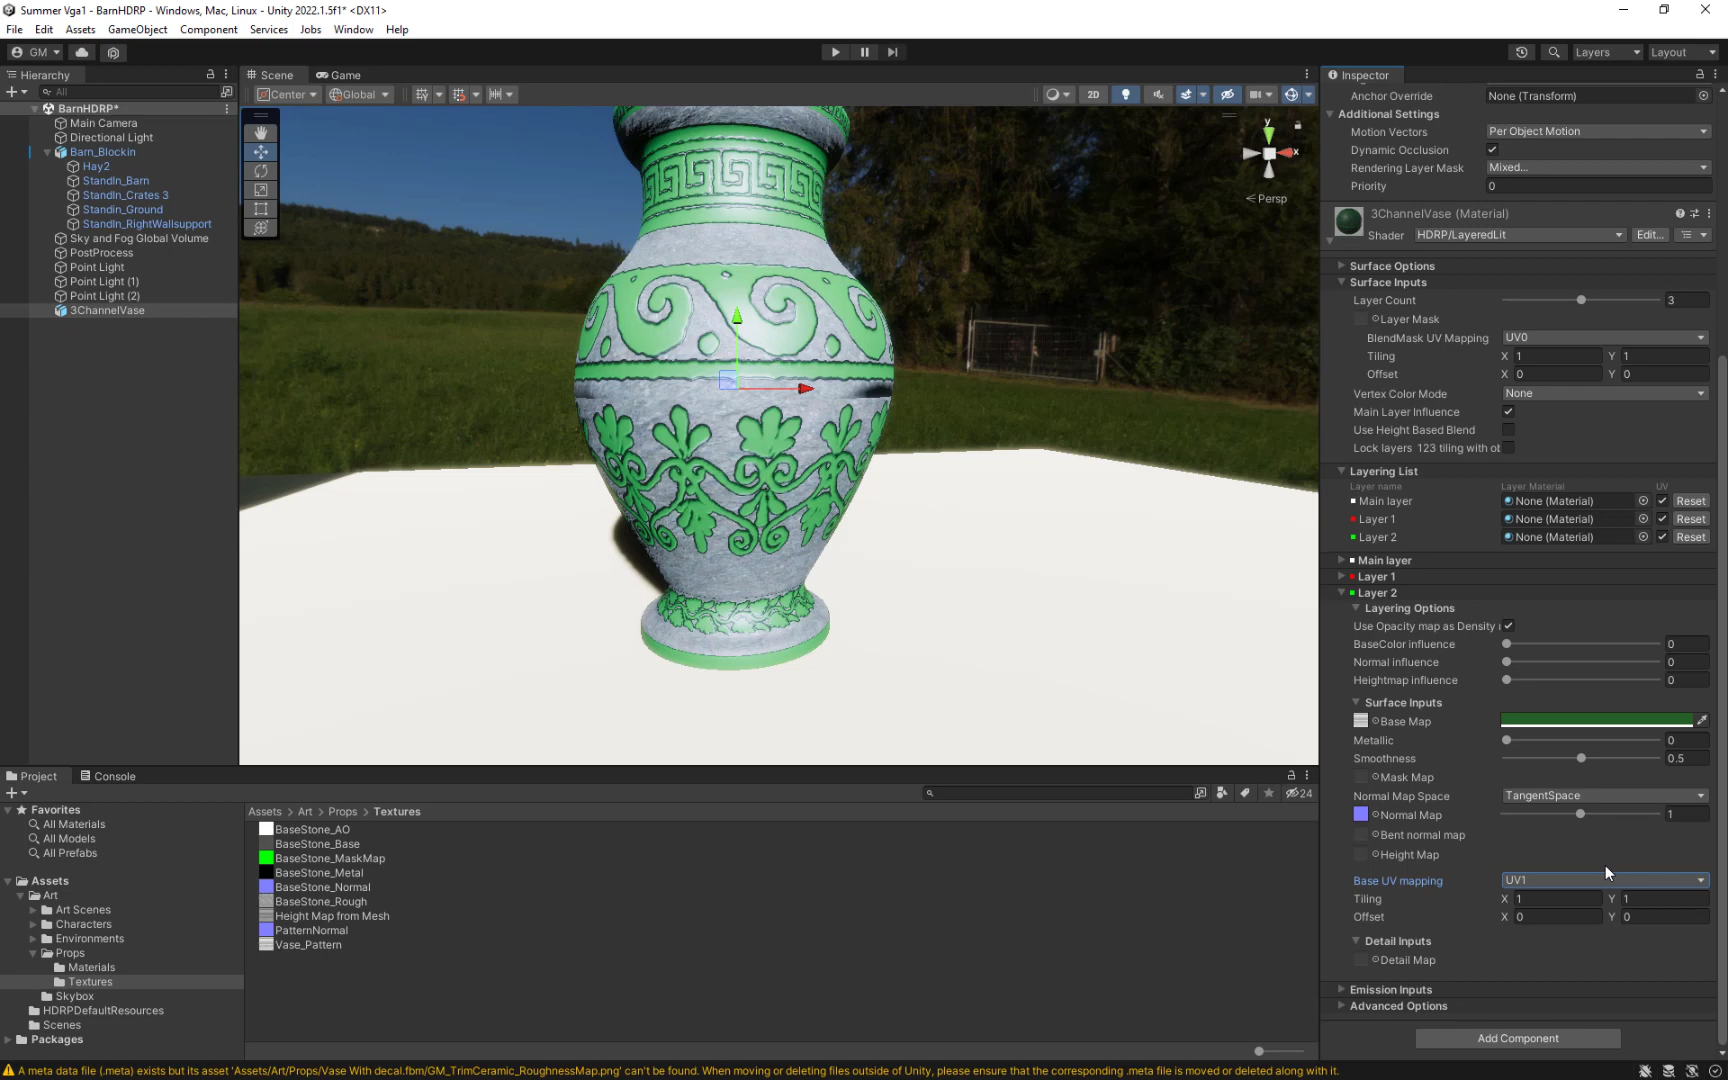 Summer Vga1 - BarnHDRP - Windows, Mac, Linux - Unity 2022.1.5f1* <DX11>
File Edit Assets GameObject Component Services Jobs Window Help
GM Layers Layout
Hierarchy
All
BarnHDRP*
Main Camera
Directional Light
Barn_Blockin
Hay2
StandIn_Barn
StandIn_Crates 3
Standin_Ground
StandIn_RightWallsupport
Sky and Fog Global Volume
PostProcess
Point Light
Point Light (1)
Point Light (2)
3ChannelVase
Scene Game
Center Global 2D
y
x
Persp
Inspector
Anchor Override None (Transform)
Additional Settings
Motion Vectors Per Object Motion
Dynamic Occlusion
Rendering Layer Mask Mixed...
Priority 0
3ChannelVase (Material)
Shader HDRP/LayeredLit Edit...
Surface Options
Surface Inputs
Layer Count 3
Layer Mask
BlendMask UV Mapping UV0
Tiling X 1 Y 1
Offset X 0 Y 0
Vertex Color Mode None
Main Layer Influence
Use Height Based Blend
Lock layers 123 tiling with ob
Layering List
Layer name Layer Material UV
Main layer None (Material) Reset
Layer 1 None (Material) Reset
Layer 2 None (Material) Reset
Main layer
Layer 1
Layer 2
Layering Options
Use Opacity map as Density
BaseColor influence 0
Normal influence 0
Heightmap influence 0
Surface Inputs
Base Map
Metallic 0
Smoothness 0.5
Mask Map
Normal Map Space TangentSpace
Normal Map 1
Bent normal map
Height Map
Base UV mapping UV1
Tiling X 1 Y 1
Offset X 0 Y 0
Detail Inputs
Detail Map
Emission Inputs
Advanced Options
Add Component
Project Console
24
Favorites
All Materials
All Models
All Prefabs
Assets
Art
Art Scenes
Characters
Environments
Props
Materials
Textures
Skybox
HDRPDefaultResources
Scenes
Packages
Assets > Art > Props > Textures
BaseStone_AO
BaseStone_Base
BaseStone_MaskMap
BaseStone_Metal
BaseStone_Normal
BaseStone_Rough
Height Map from Mesh
PatternNormal
Vase_Pattern
A meta data file (.meta) exists but its asset 'Assets/Art/Props/Vase With decal.fbm/GM_TrimCeramic_RoughnessMap.png' can't be found. When moving or deleting files outside of Unity, please ensure that the corresponding .meta file is moved or deleted along with it.